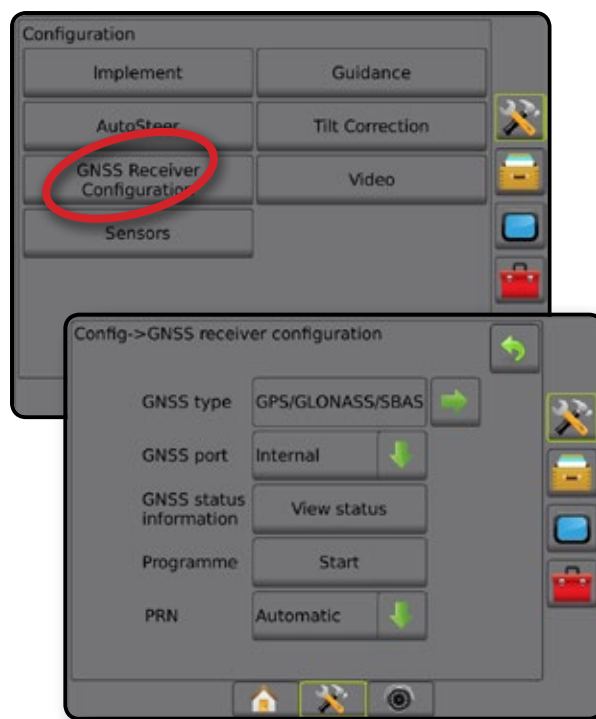 Configuration
Implement
Guidance
AutoSteer
Tilt Correction
GNSS Receiver
Configuration
Video
Sensors
Config->GNSS receiver configuration
GNSS type
GPS/GLONASS/SBAS
GNSS port
Internal
GNSS status
information
View status
Programme
Start
PRN
Automatic